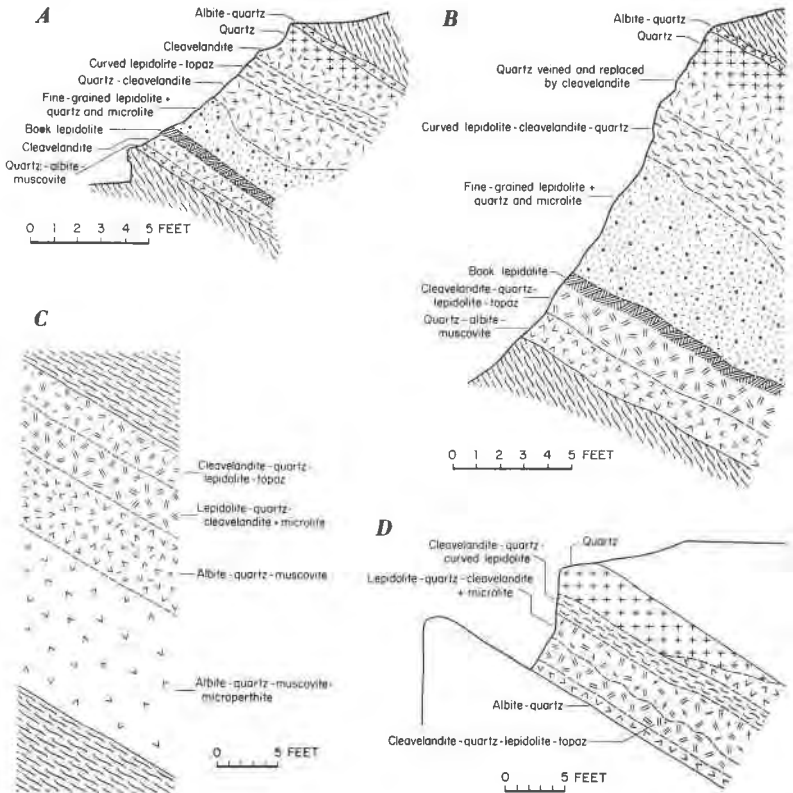 A
Albite-quartz
Quartz
Cleavelandite
Curved lepidolite-topaz
Quartz-cleavelandite
Fine-grained lepidolite +
quartz and microlite
Book lepidolite
Cleavelandite
Quartz-albite-
muscovite
0 1 2 3 4 5 FEET
B
Albite-quartz
Quartz
Quartz veined and replaced
by cleavelandite
Curved lepidolite-cleavelandite-quartz
Fine-grained lepidolite +
quartz and microlite
Book lepidolite
Cleavelandite-quartz-
lepidolite-topaz
Quartz-albite-
muscovite
0 1 2 3 4 5 FEET
C
Cleavelandite-quartz-
lepidolite-topaz
Lepidolite-quartz-
cleavelandite + microlite
Albite-quartz-muscovite
Albite-quartz-muscovite-
microperthite
0 5 FEET
D
Quartz
Cleavelandite-quartz-
curved lepidolite
Lepidolite-quartz-cleavelandite
+ microlite
Albite-quartz
Cleavelandite-quartz-lepidolite-topaz
0 5 FEET